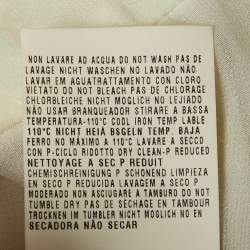 NON LAVARE AD ACQUA DO NOT WASH PAS DE
LAVAGE NICHT WASCHEN NO LAVADO NÃO
LAVAR EM AGUATRATTAMENTO CON CLORO
VIETATO DO NOT BLEACH PAS DE CHLORAGE
CHLORBLEICHE NICHT MOGLICH NO LEJIADO
NÃO USAR BRANQUEADOR STIRARE A BASSA
TEMPERATURA-110°C COOL IRON TEMP LABLE
110°C NICHT HEIÁ BSGELN TEMP. BAJA
FERRO NO MÁXIMO A 110°C LAVARE A SECCO
CON P-CICLO RIDOTTO DRY CLEAN-P REDUCED
NETTOYAGE A SEC P REDUIT
CHEMISCHREINIGUNG P SCHONEND LIMPIEZA
EN SECO P REDUCIDA LAVAGEM A SECO P
MODERADO NON ASCIUGARE A TAMBURO DO NOT
TUMBLE DRY PAS DE SECHAGE EN TAMBOUR
TROCKNEN IM TUMBLER NICHT MOGLICH NO EN
SECADORA NÃO SECAR